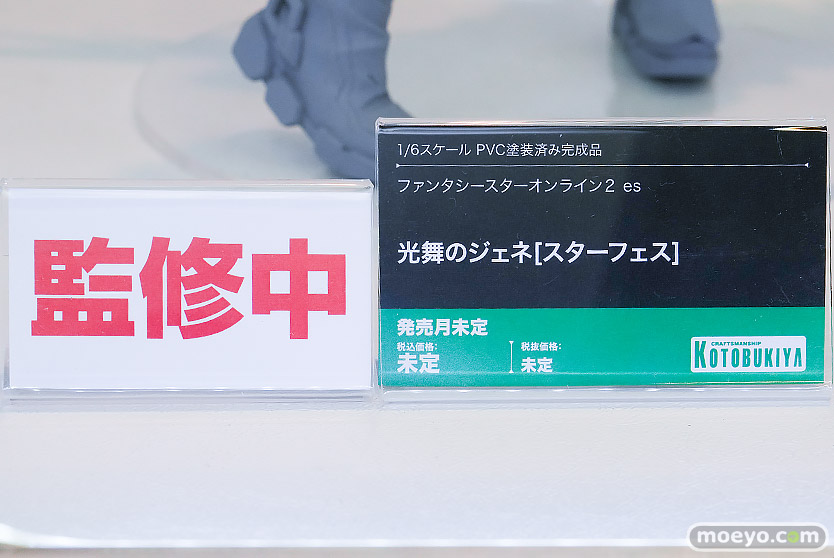 監修中
1/6スケール PVC塗装済み完成品
ファンタシースターオンライン2 es
光舞のジェネ[スターフェス]
発売月未定
税込価格: 税抜価格:
未定 未定
CRAFTSMANSHIP
KOTOBUKIYA
moeyo.com